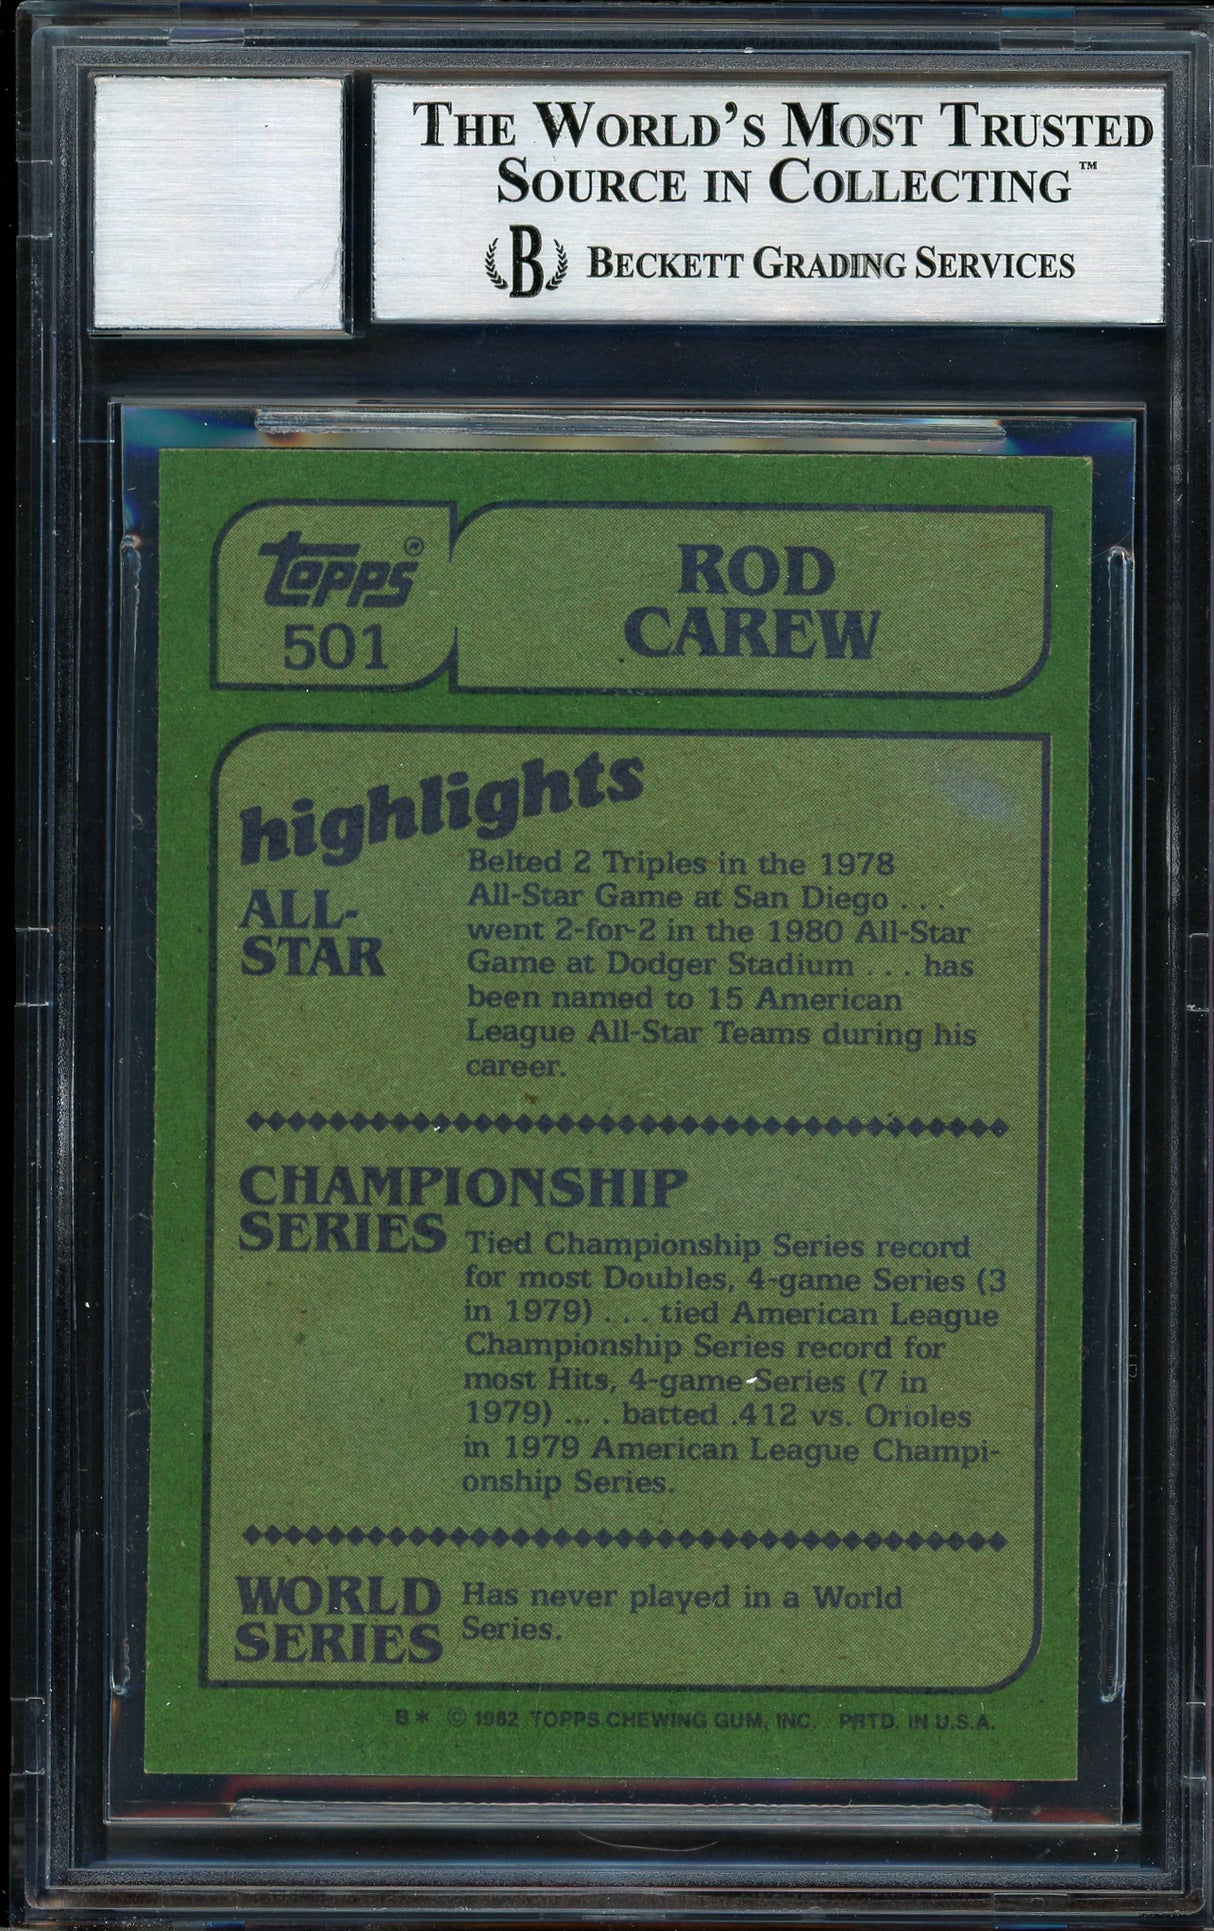 THE WORLD'S MOST TRUSTED
SOURCE IN COLLECTING™
B BECKETT GRADING SERVICES
topps®
501
ROD
CAREW
highlights
ALL-
STAR
Belted 2 Triples in the 1978
All-Star Game at San Diego . . .
went 2-for-2 in the 1980 All-Star
Game at Dodger Stadium . . . has
been named to 15 American
League All-Star Teams during his
career.
CHAMPIONSHIP
SERIES
Tied Championship Series record
for most Doubles, 4-game Series (3
in 1979) . . . tied American League
Championship Series record for
most Hits, 4-game Series (7 in
1979) . . . batted .412 vs. Orioles
in 1979 American League Champi-
onship Series.
WORLD
SERIES
Has never played in a World
Series.
B* © 1982 TOPPS CHEWING GUM, INC. PRTD. IN U.S.A.